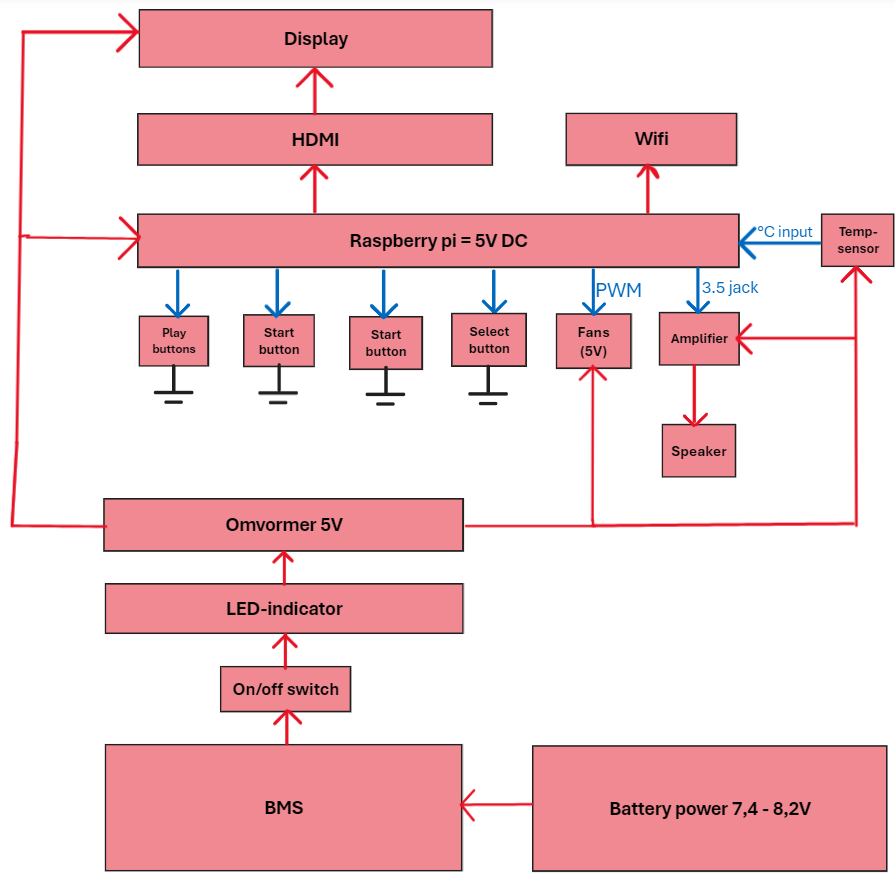 Display
HDMI
Wifi
Raspberry pi = 5V DC
°C input
Temp-
sensor
PWM
3.5 jack
Play
buttons
Start
button
Start
button
Select
button
Fans
(5V)
Amplifier
Speaker
Omvormer 5V
LED-indicator
On/off switch
BMS
Battery power 7,4 - 8,2V